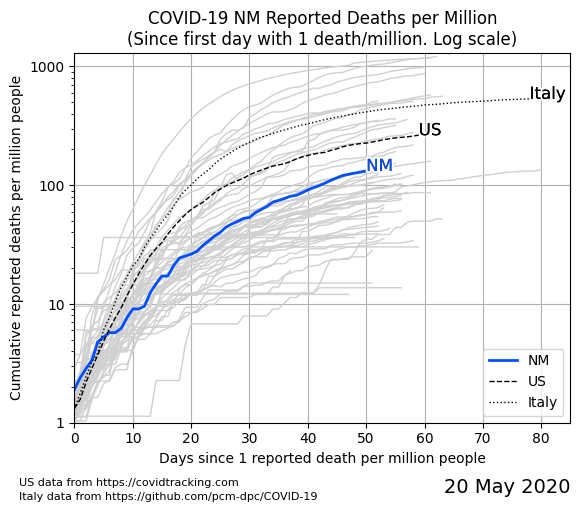 COVID-19 NM Reported Deaths per Million
(Since first day with 1 death/million. Log scale)
Cumulative reported deaths per million people
1000
100
10
1
Italy
US
NM
NM
US
Italy
0 10 20 30 40 50 60 70 80
Days since 1 reported death per million people
US data from https://covidtracking.com
Italy data from https://github.com/pcm-dpc/COVID-19
20 May 2020